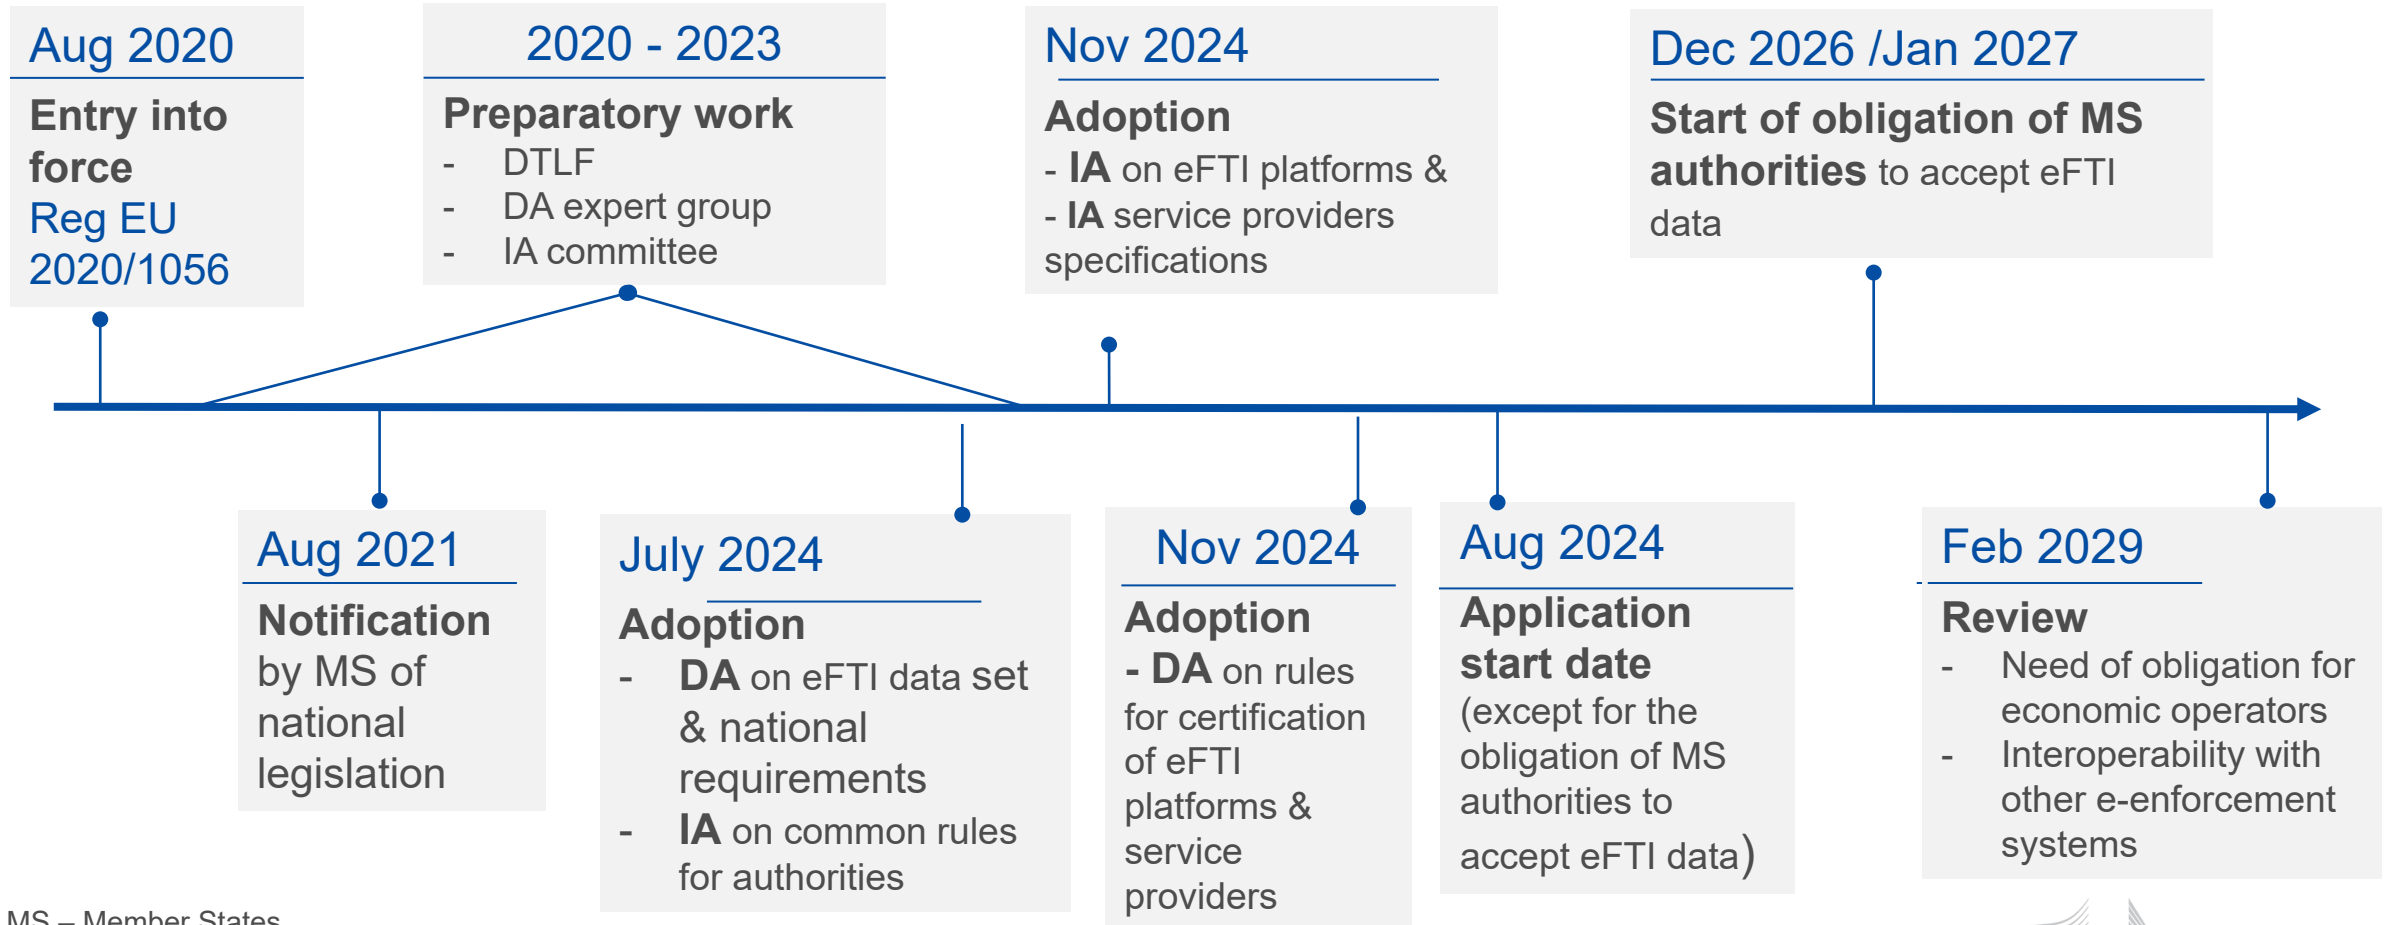 Aug 2020
Entry into
force
Reg EU
2020/1056
2020 - 2023
Preparatory work
- DTLF
- DA expert group
- IA committee
Nov 2024
Adoption
- IA on eFTI platforms &
- IA service providers
specifications
Dec 2026 /Jan 2027
Start of obligation of MS
authorities to accept eFTI
data
Aug 2021
Notification
by MS of
national
legislation
July 2024
Adoption
- DA on eFTI data set
& national
requirements
- IA on common rules
for authorities
Nov 2024
Adoption
- DA on rules
for certification
of eFTI
platforms &
service
providers
Aug 2024
Application
start date
(except for the
obligation of MS
authorities to
accept eFTI data)
Feb 2029
Review
- Need of obligation for
economic operators
- Interoperability with
other e-enforcement
systems
MS – Member States